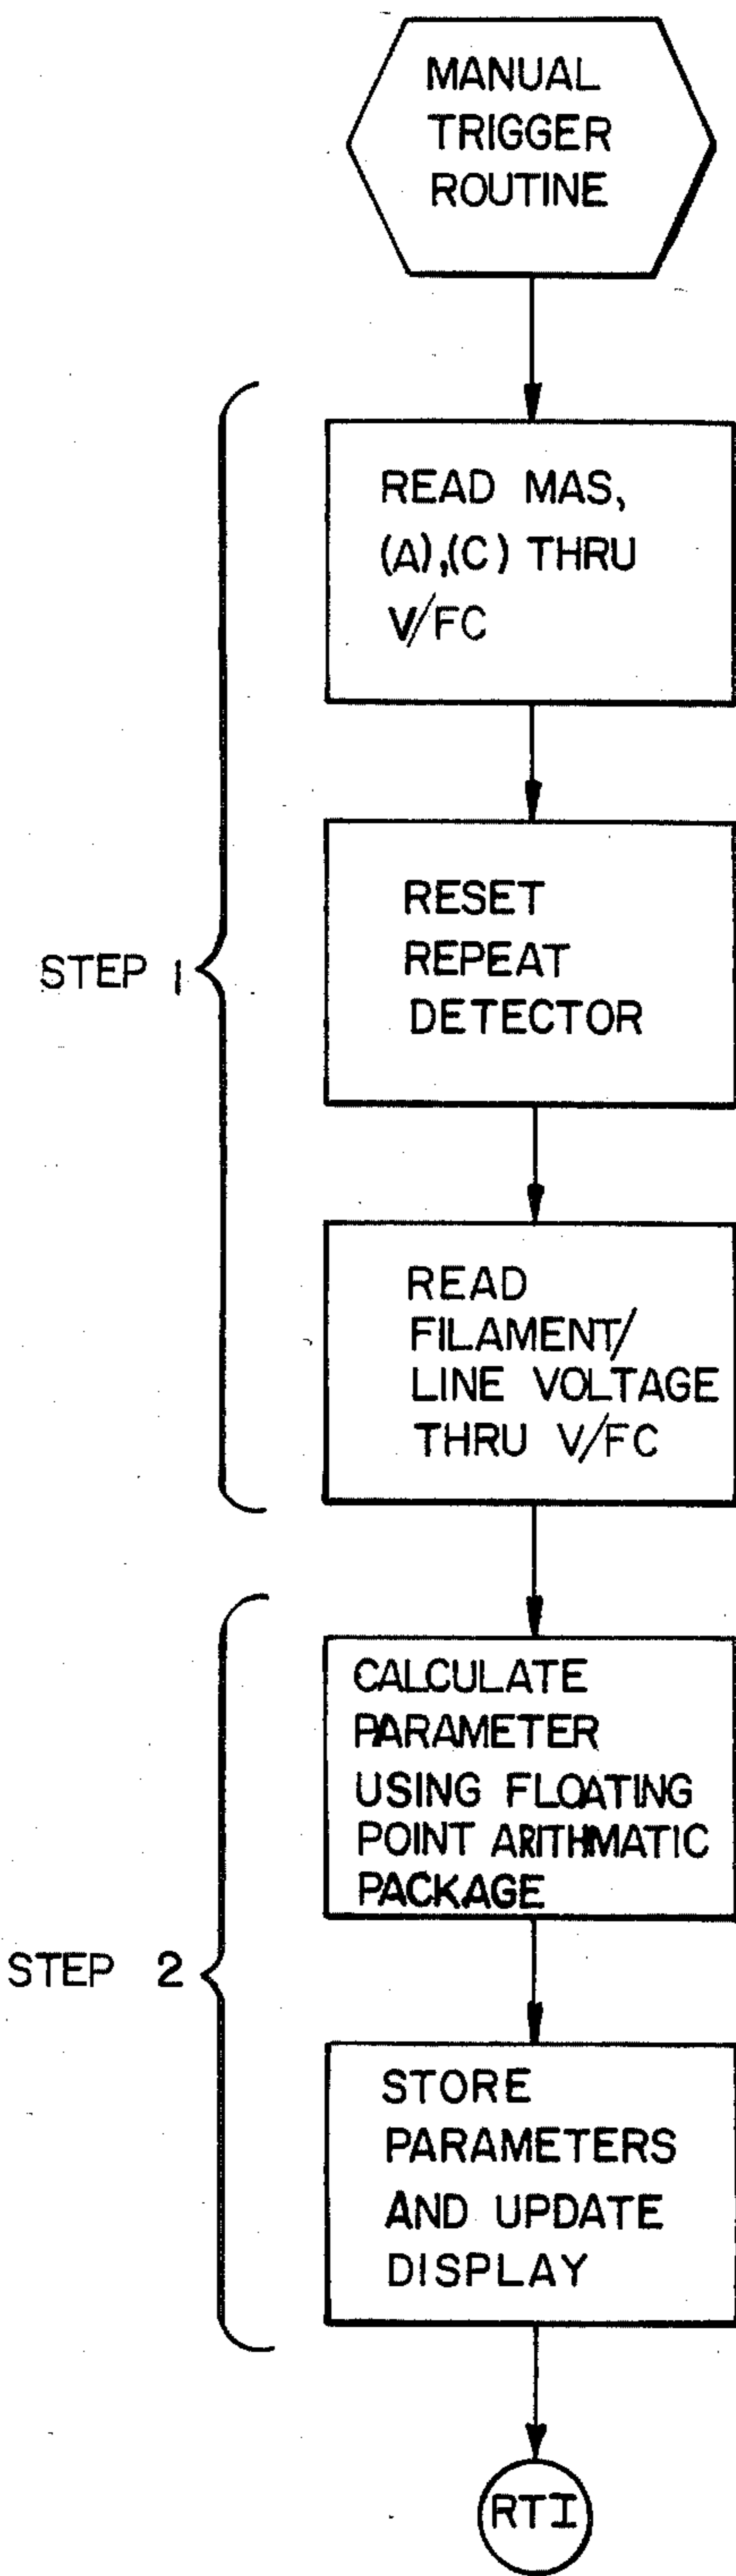 MANUAL
TRIGGER
ROUTINE
READ MAS,
(A),(C) THRU
V/FC
RESET
REPEAT
DETECTOR
STEP 1
READ
FILAMENT/
LINE VOLTAGE
THRU V/FC
CALCULATE
PARAMETER
USING FLOATING
POINT ARITHMATIC
PACKAGE
STEP 2
STORE
PARAMETERS
AND UPDATE
DISPLAY
RTI